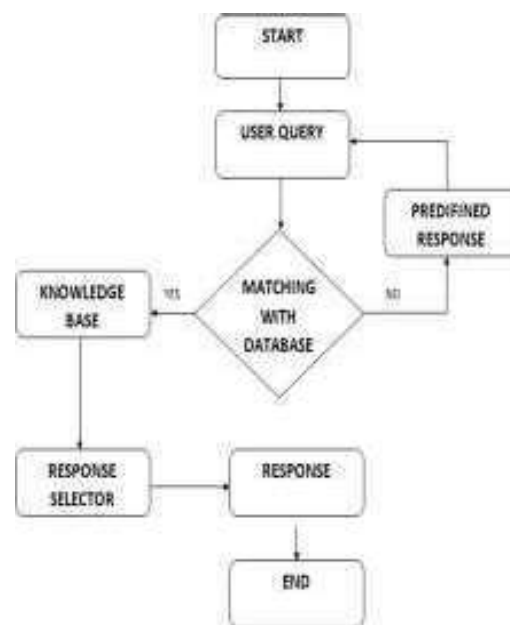 START
USER QUERY
PREDIFINED
RESPONSE
MATCHING
WITH
DATABASE
YES
NO
KNOWLEDGE
BASE
RESPONSE
SELECTOR
RESPONSE
END